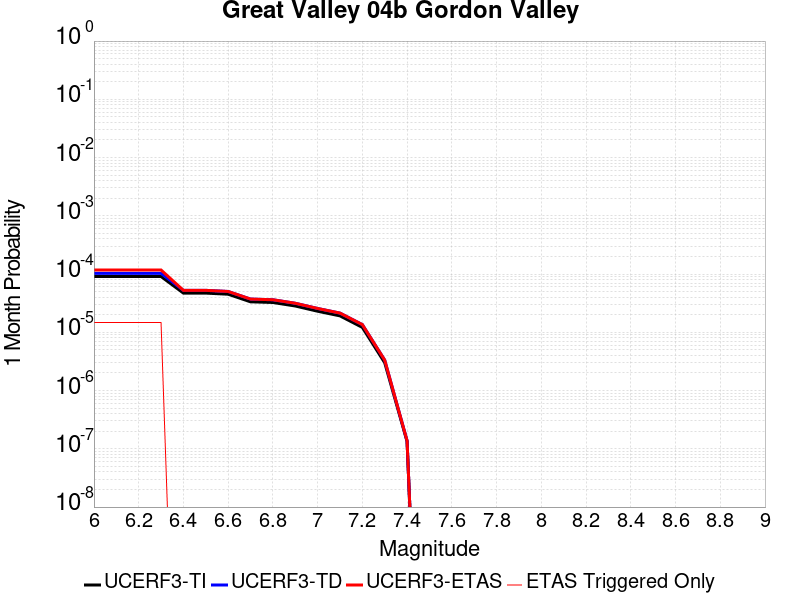 Great Valley 04b Gordon Valley
10^0
10^-1
10^-2
10^-3
10^-4
10^-5
10^-6
10^-7
10^-8
1 Month Probability
6 6.2 6.4 6.6 6.8 7 7.2 7.4 7.6 7.8 8 8.2 8.4 8.6 8.8 9
Magnitude
UCERF3-TI UCERF3-TD UCERF3-ETAS ETAS Triggered Only